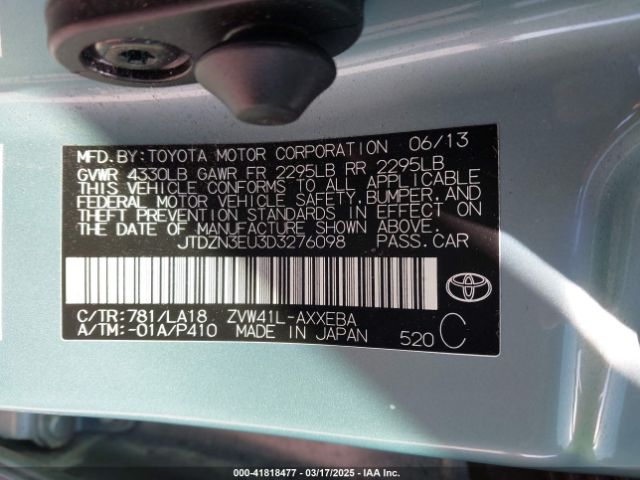 MFD.BY:TOYOTA MOTOR CORPORATION 06/13
GVWR 4330LB GAWR FR 2295LB RR 2295LB
THIS VEHICLE CONFORMS TO ALL APPLICABLE
FEDERAL MOTOR VEHICLE SAFETY,BUMPER,AND
THEFT PREVENTION STANDARDS IN EFFECT ON
THE DATE OF MANUFACTURE SHOWN ABOVE.
JTDZN3EU3D3276098 PASS.CAR
C/TR:781/LA18 ZVW41L-AXXEBA
A/TM:-01A/P410 MADE IN JAPAN 520 C
000-41818477 — 03/17/2025 — IAA Inc.